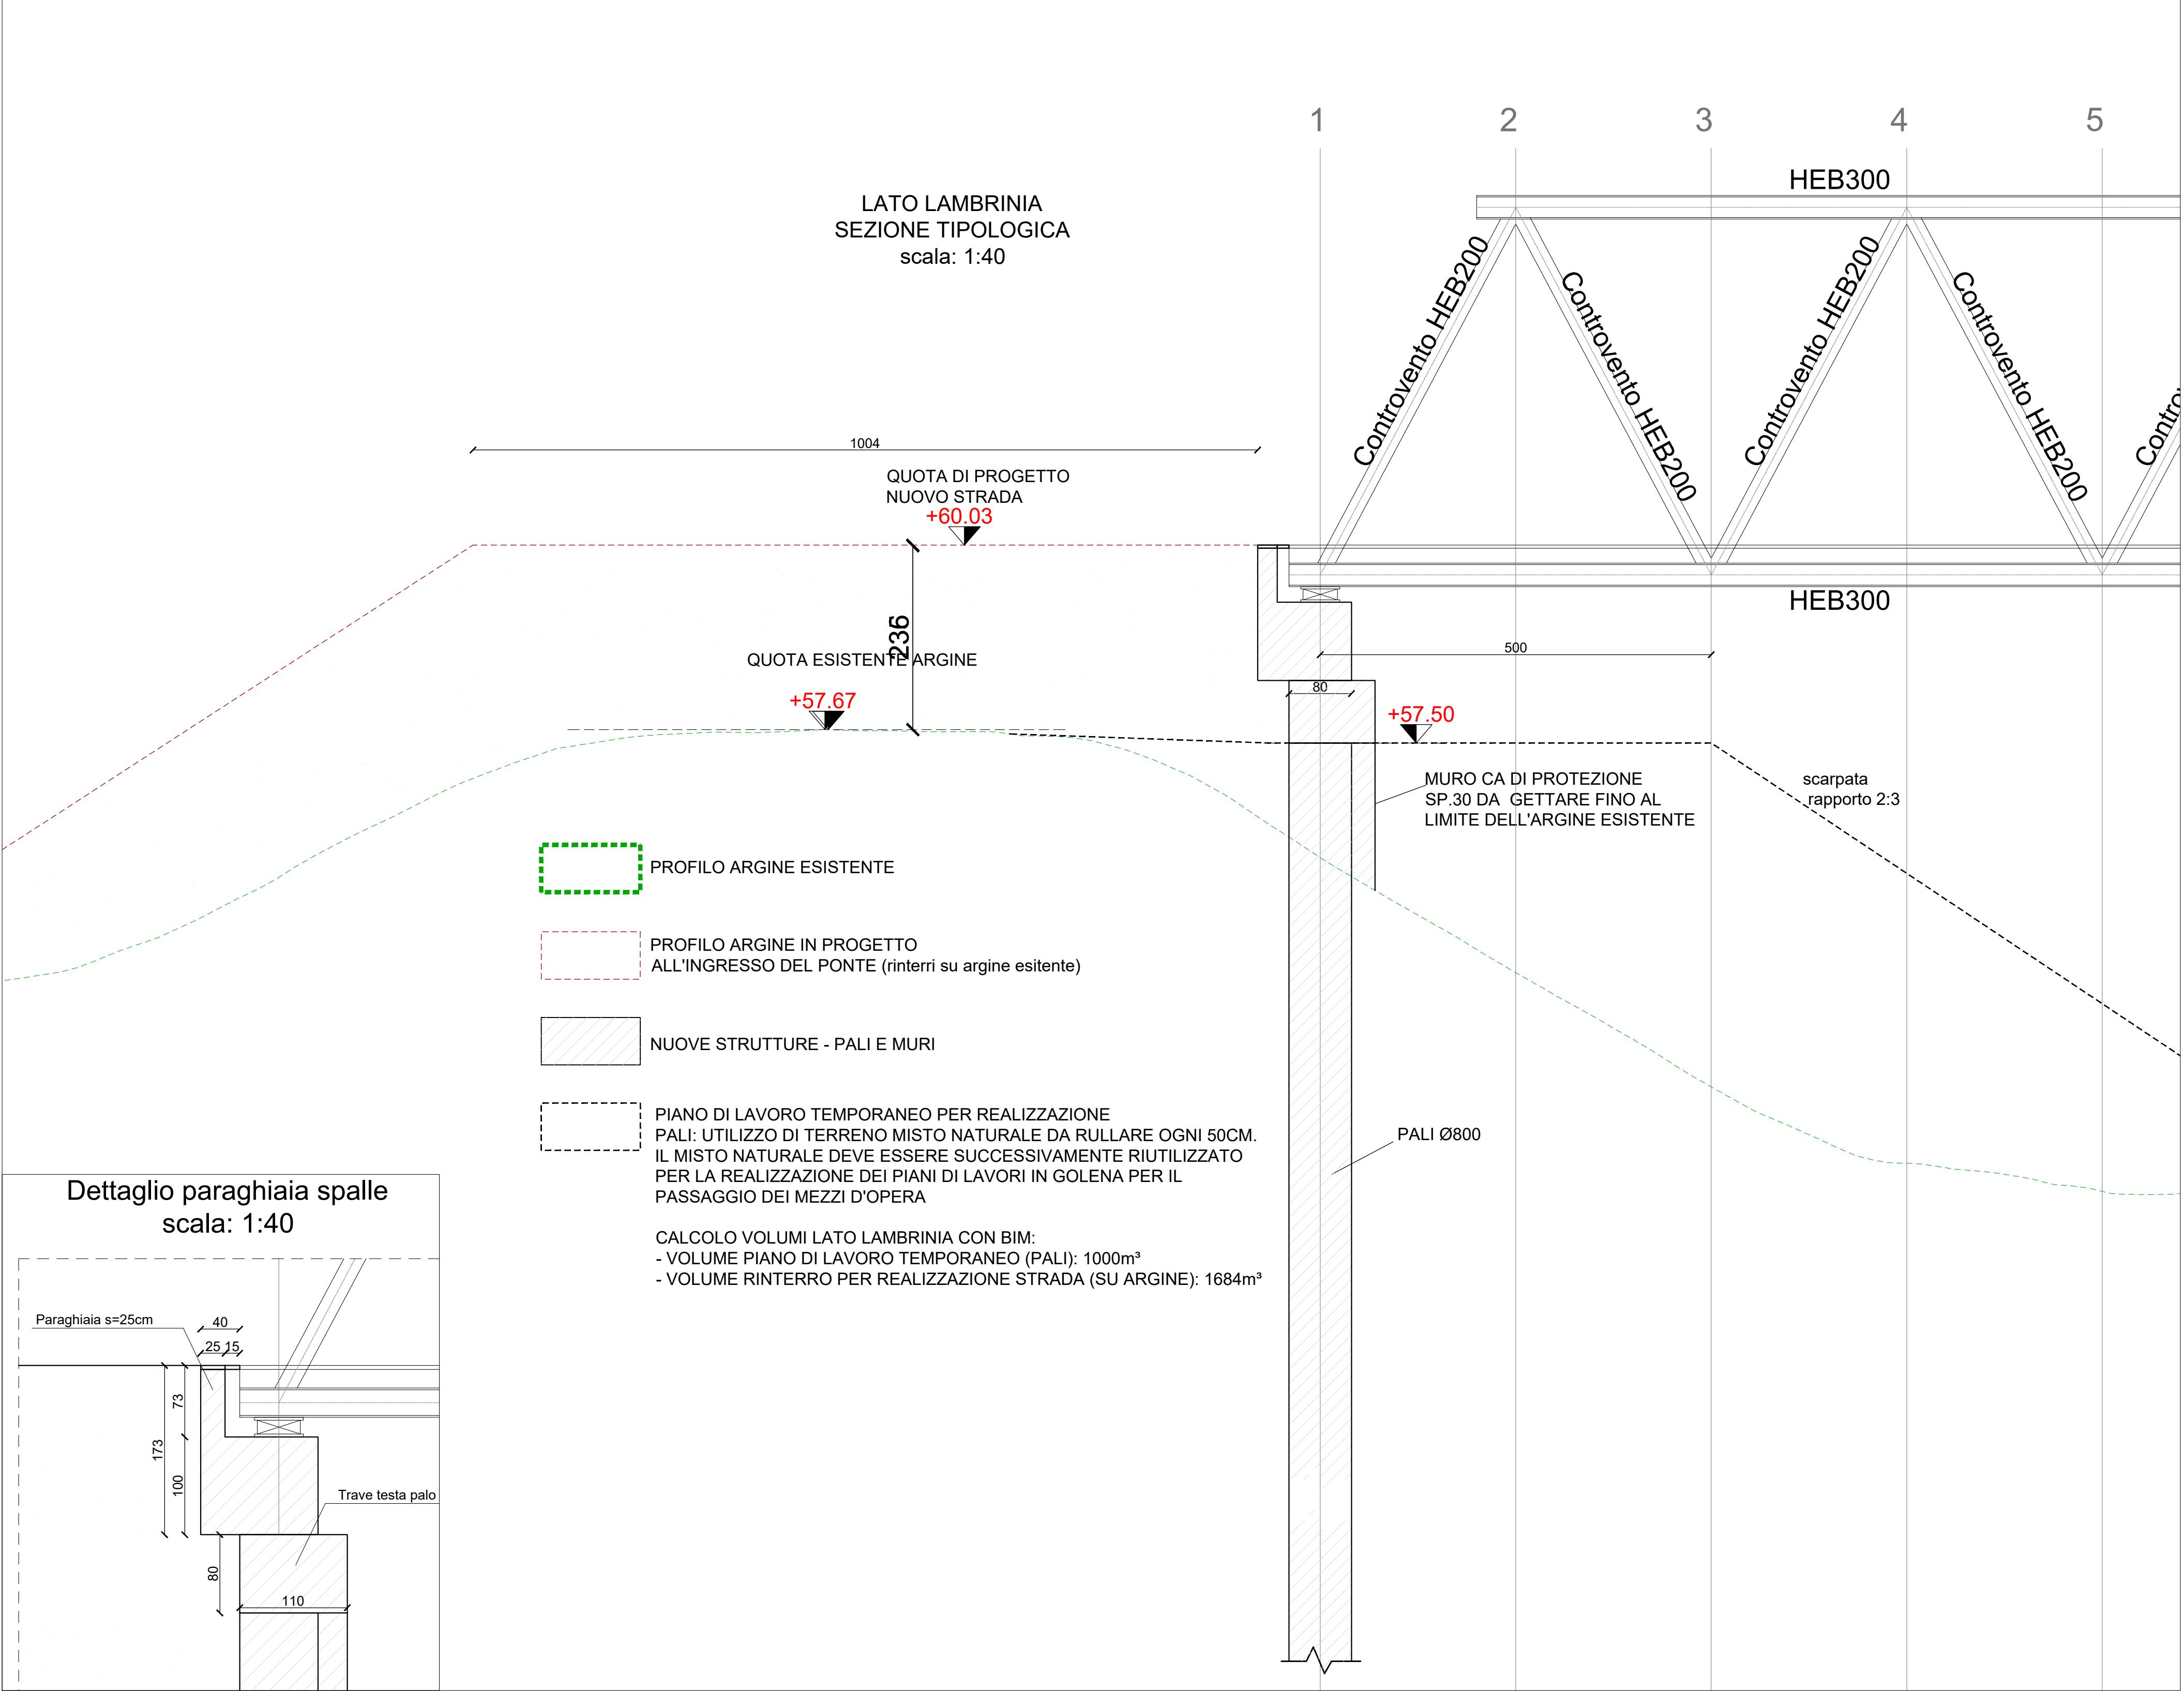 1
2
3
4
5
HEB300
LATO LAMBRINIA
SEZIONE TIPOLOGICA
scala: 1:40
Controvento HEB200
Controvento HEB200
Controvento HEB200
Controvento HEB200
Contro
1004
QUOTA DI PROGETTO
NUOVO STRADA
+60.03
HEB300
236
500
QUOTA ESISTENTE ARGINE
80
+57.67
+57.50
MURO CA DI PROTEZIONE
SP.30 DA GETTARE FINO AL
LIMITE DELL'ARGINE ESISTENTE
scarpata
rapporto 2:3
PROFILO ARGINE ESISTENTE
PROFILO ARGINE IN PROGETTO
ALL'INGRESSO DEL PONTE (rinterri su argine esitente)
NUOVE STRUTTURE - PALI E MURI
PIANO DI LAVORO TEMPORANEO PER REALIZZAZIONE
PALI: UTILIZZO DI TERRENO MISTO NATURALE DA RULLARE OGNI 50CM.
IL MISTO NATURALE DEVE ESSERE SUCCESSIVAMENTE RIUTILIZZATO
PER LA REALIZZAZIONE DEI PIANI DI LAVORI IN GOLENA PER IL
PASSAGGIO DEI MEZZI D'OPERA
CALCOLO VOLUMI LATO LAMBRINIA CON BIM:
- VOLUME PIANO DI LAVORO TEMPORANEO (PALI): 1000m³
- VOLUME RINTERRO PER REALIZZAZIONE STRADA (SU ARGINE): 1684m³
PALI Ø800
Dettaglio paraghiaia spalle
scala: 1:40
Paraghiaia s=25cm
40
25 15
73
173
100
Trave testa palo
80
110